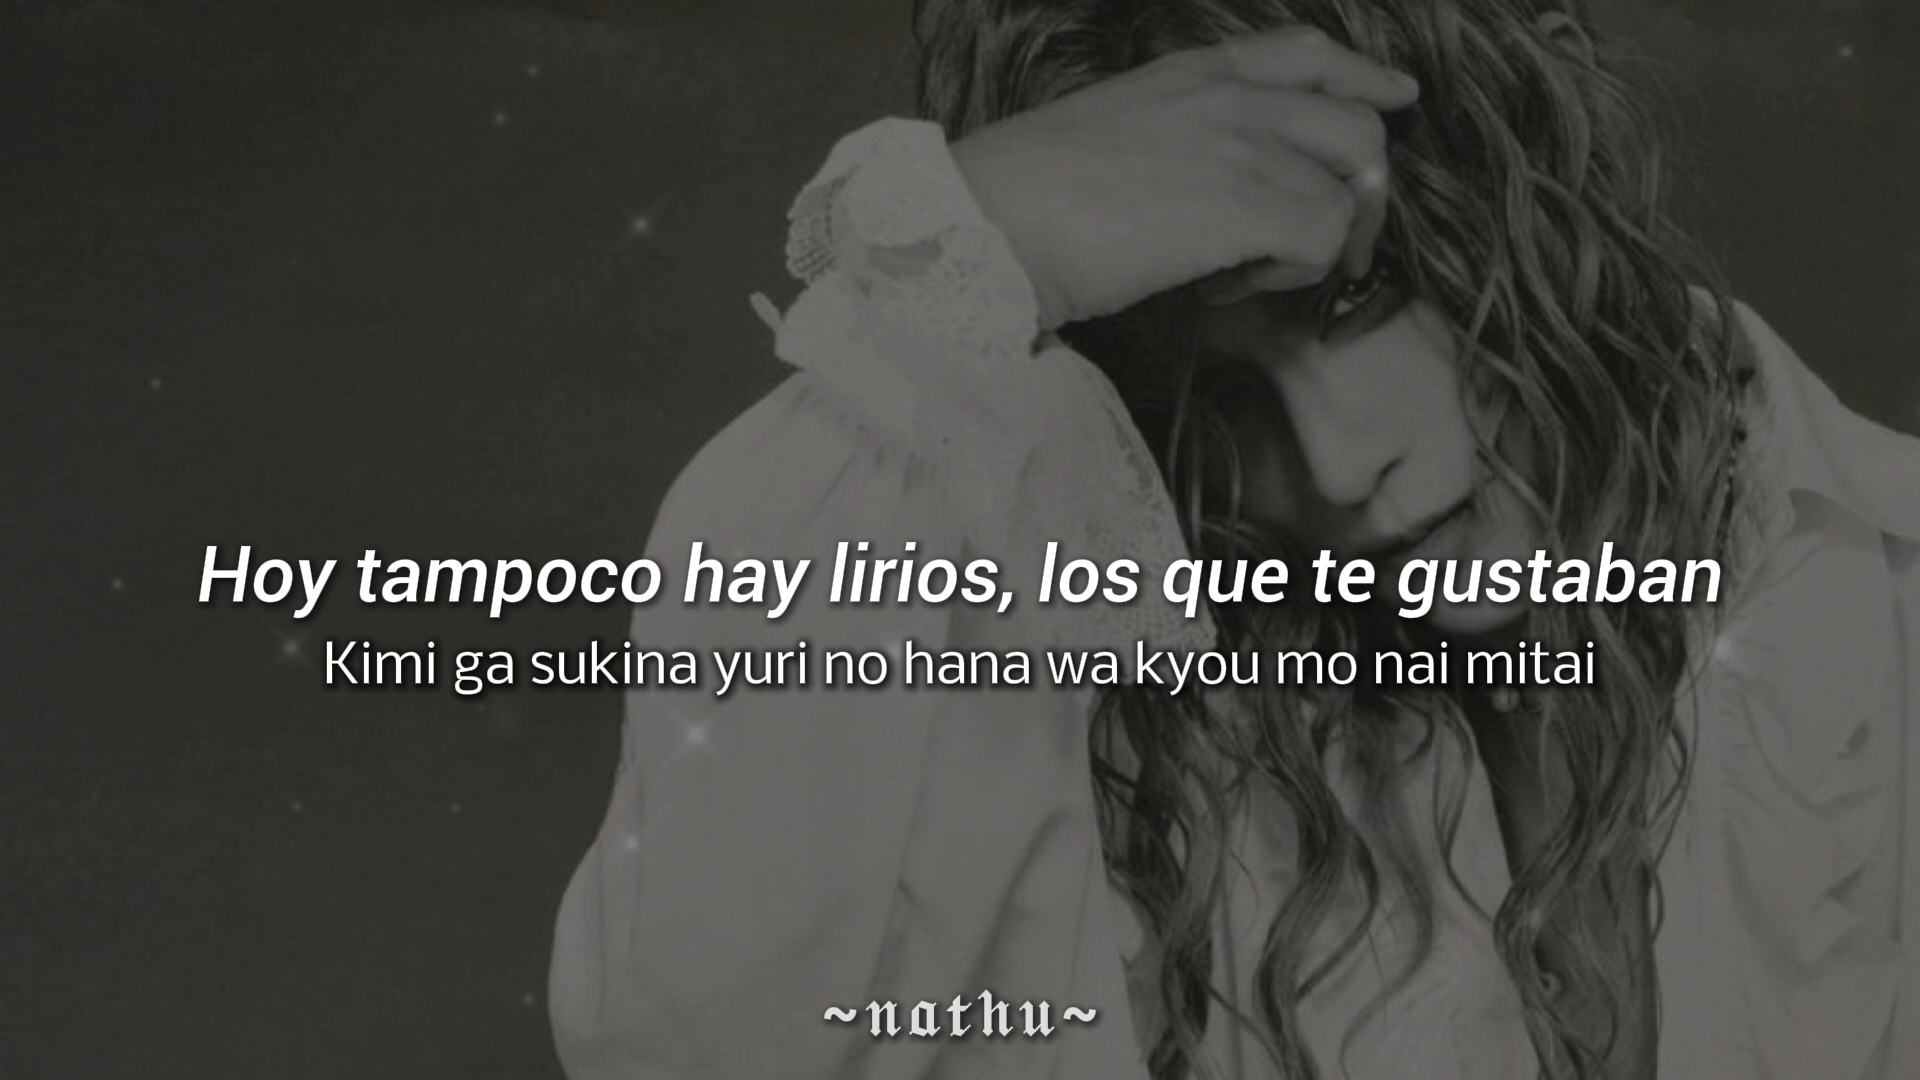 Hoy tampoco hay lirios, los que te gustaban
Kimi ga sukina yuri no hana wa kyou mo nai mitai
~nathu~